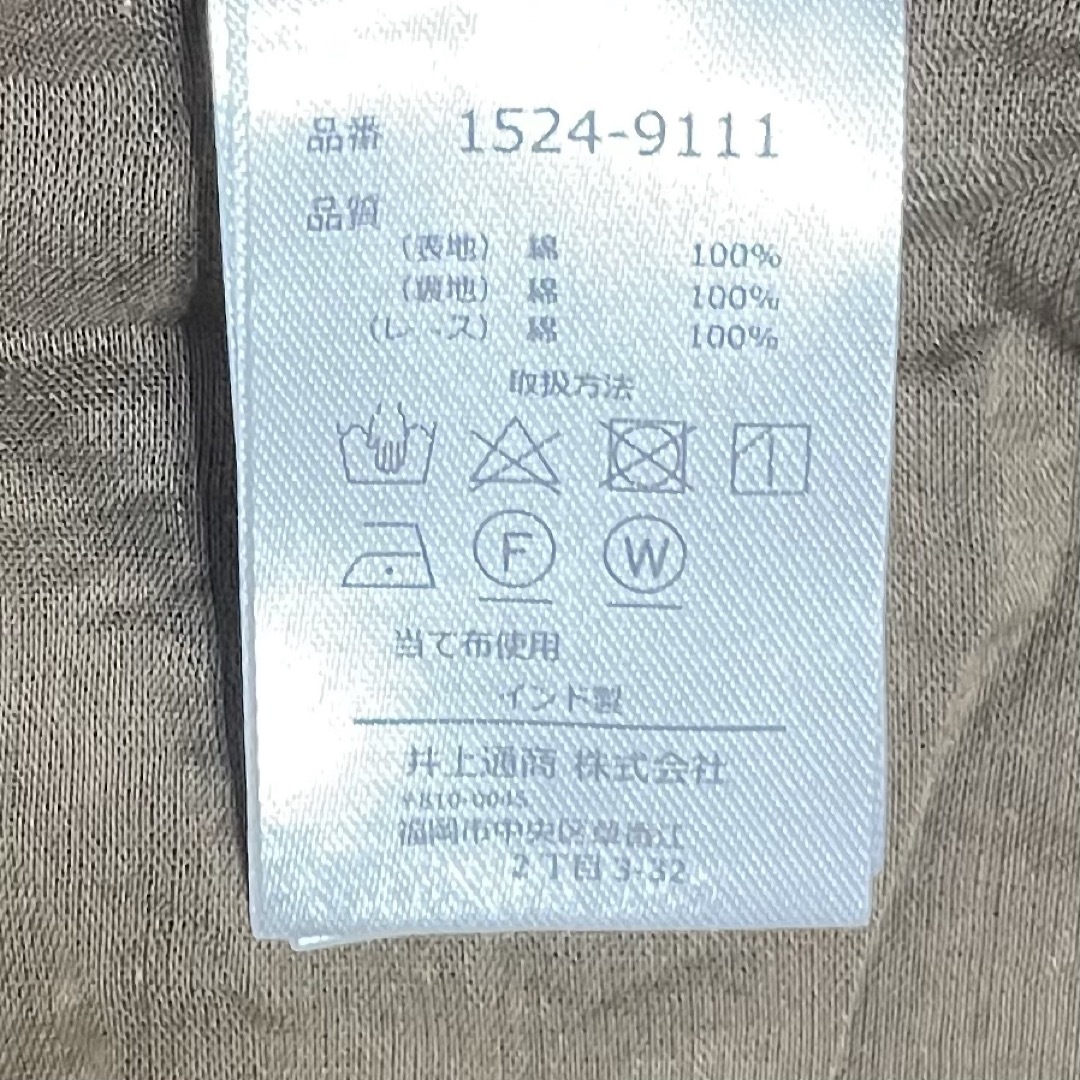 品番 1524-9111
品質
(表地) 綿 100%
(裏地) 綿 100%
(レース) 綿 100%
取扱方法
F W
当て布使用
インド製
井上通商 株式会社
〒810-0045
福岡市中央区草香江
2丁目3-32